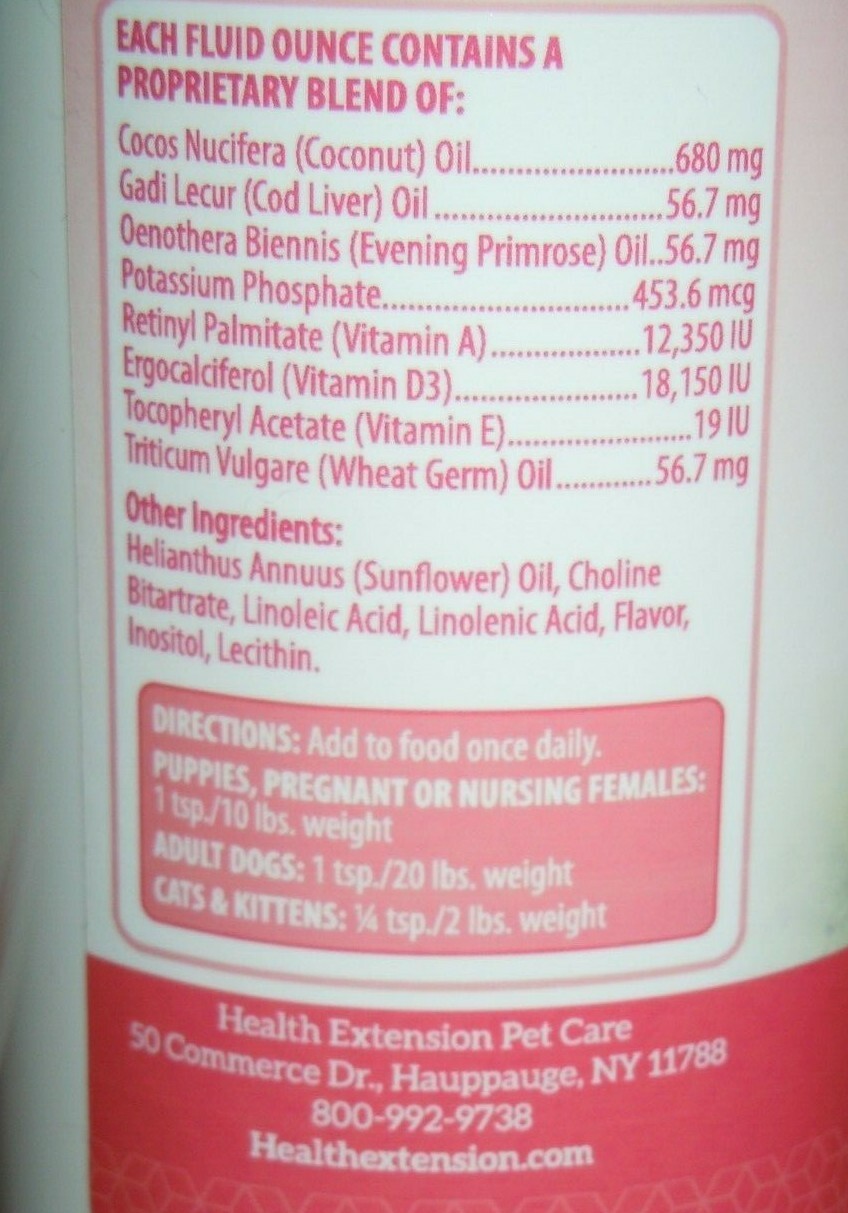 EACH FLUID OUNCE CONTAINS A
PROPRIETARY BLEND OF:
Cocos Nucifera (Coconut) Oil........................680 mg
Gadi Lecur (Cod Liver) Oil...........................56.7 mg
Oenothera Biennis (Evening Primrose) Oil..56.7 mg
Potassium Phosphate.............................453.6 mcg
Retinyl Palmitate (Vitamin A)..................12,350 IU
Ergocalciferol (Vitamin D3)......................18,150 IU
Tocopheryl Acetate (Vitamin E)......................19 IU
Triticum Vulgare (Wheat Germ) Oil............56.7 mg
Other Ingredients:
Helianthus Annuus (Sunflower) Oil, Choline
Bitartrate, Linoleic Acid, Linolenic Acid, Flavor,
Inositol, Lecithin.
DIRECTIONS: Add to food once daily.
PUPPIES, PREGNANT OR NURSING FEMALES:
1 tsp./10 lbs. weight
ADULT DOGS: 1 tsp./20 lbs. weight
CATS & KITTENS: ¼ tsp./2 lbs. weight
Health Extension Pet Care
50 Commerce Dr., Hauppauge, NY 11788
800-992-9738
Healthextension.com